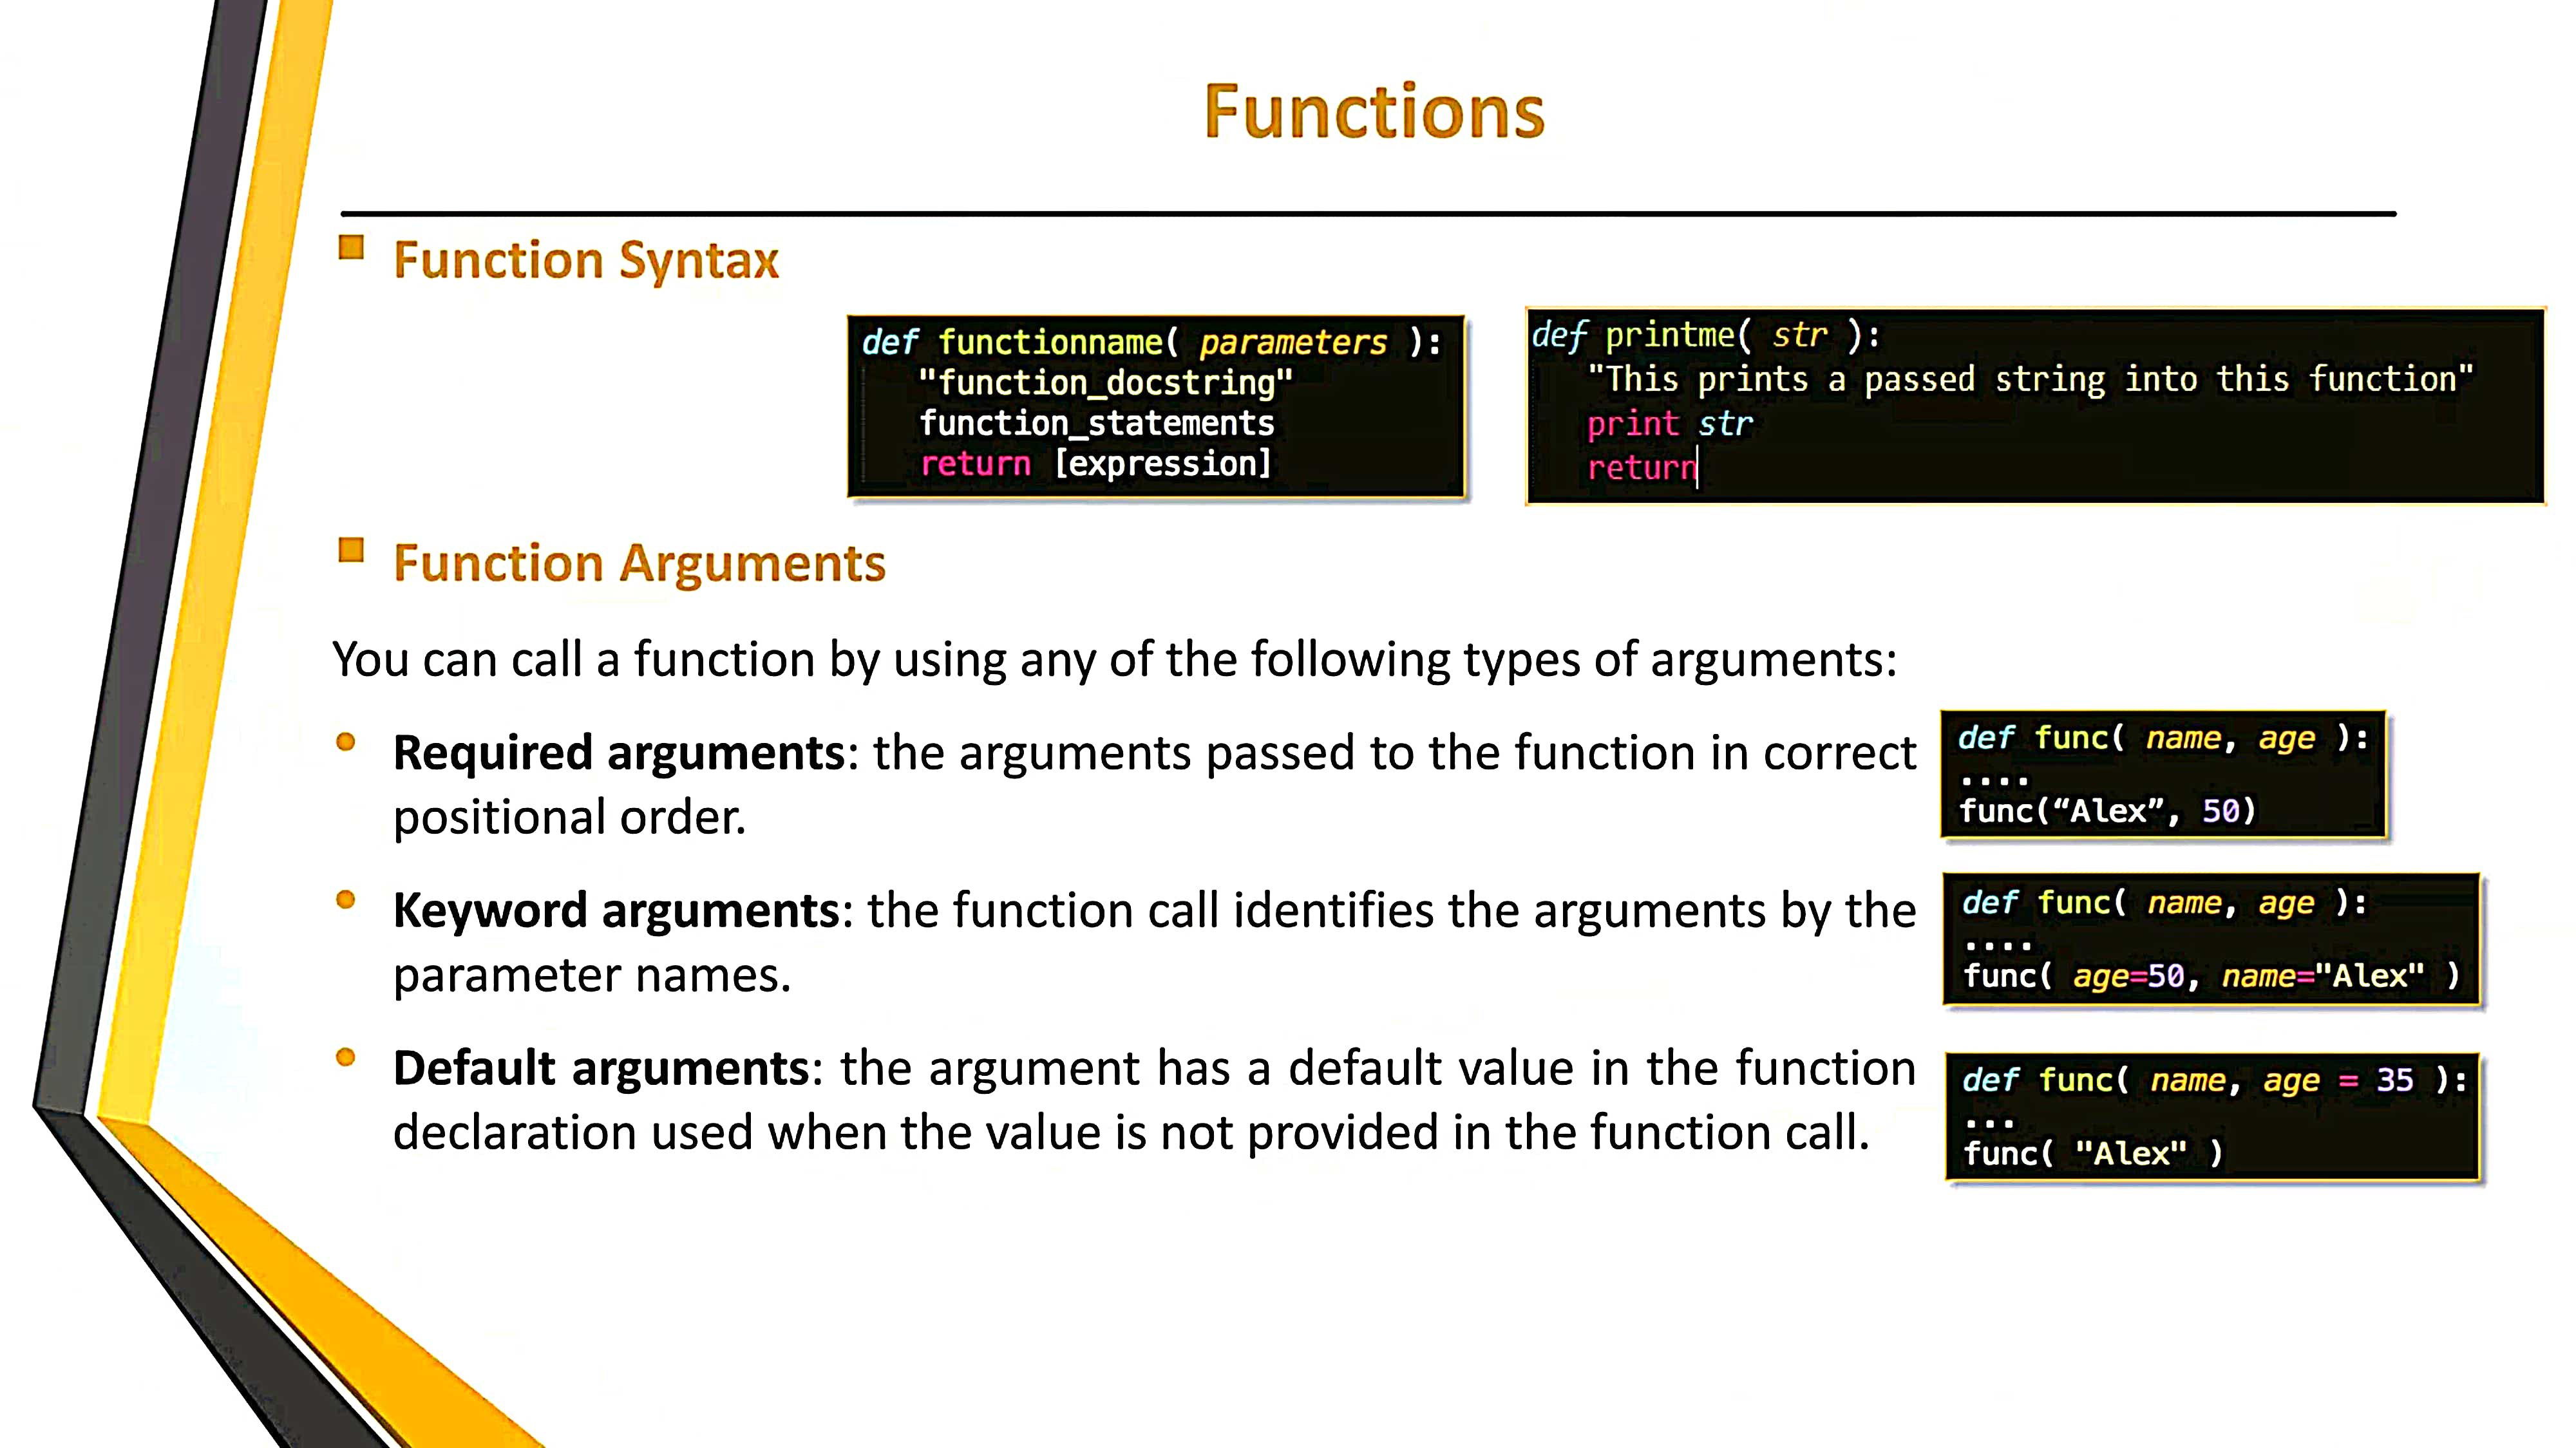 Functions
Function Syntax
def functionname( parameters ):
"function_docstring"
function_statements
return [expression]
def printme( str ):
"This prints a passed string into this function"
print str
return
Function Arguments
You can call a function by using any of the following types of arguments:
Required arguments: the arguments passed to the function in correct
positional order.
def func( name, age ):
....
func(“Alex”, 50)
Keyword arguments: the function call identifies the arguments by the
parameter names.
def func( name, age ):
....
func( age=50, name="Alex" )
Default arguments: the argument has a default value in the function
declaration used when the value is not provided in the function call.
def func( name, age = 35 ):
...
func( "Alex" )